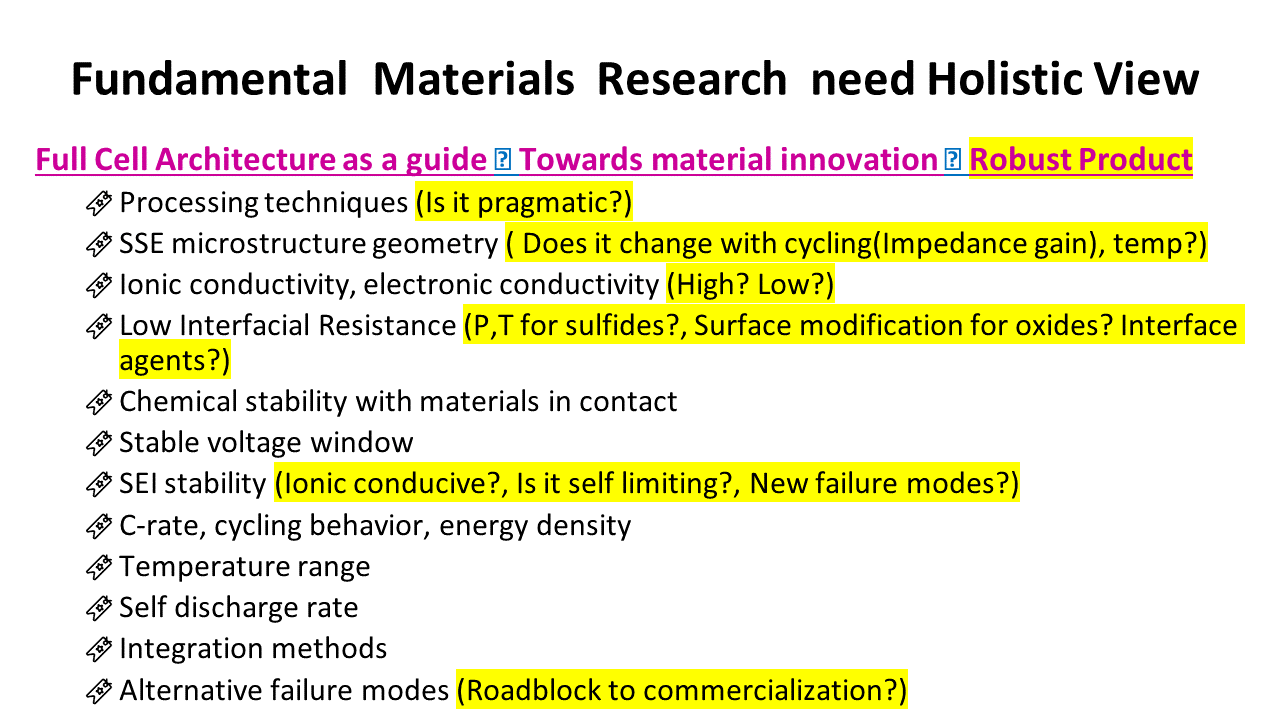 Fundamental Materials Research need Holistic View
Full Cell Architecture as a guide � Towards material innovation � Robust Product
Processing techniques (Is it pragmatic?)
SSE microstructure geometry ( Does it change with cycling(Impedance gain), temp?)
Ionic conductivity, electronic conductivity (High? Low?)
Low Interfacial Resistance (P,T for sulfides?, Surface modification for oxides? Interface
agents?)
Chemical stability with materials in contact
Stable voltage window
SEI stability (Ionic conducive?, Is it self limiting?, New failure modes?)
C-rate, cycling behavior, energy density
Temperature range
Self discharge rate
Integration methods
Alternative failure modes (Roadblock to commercialization?)